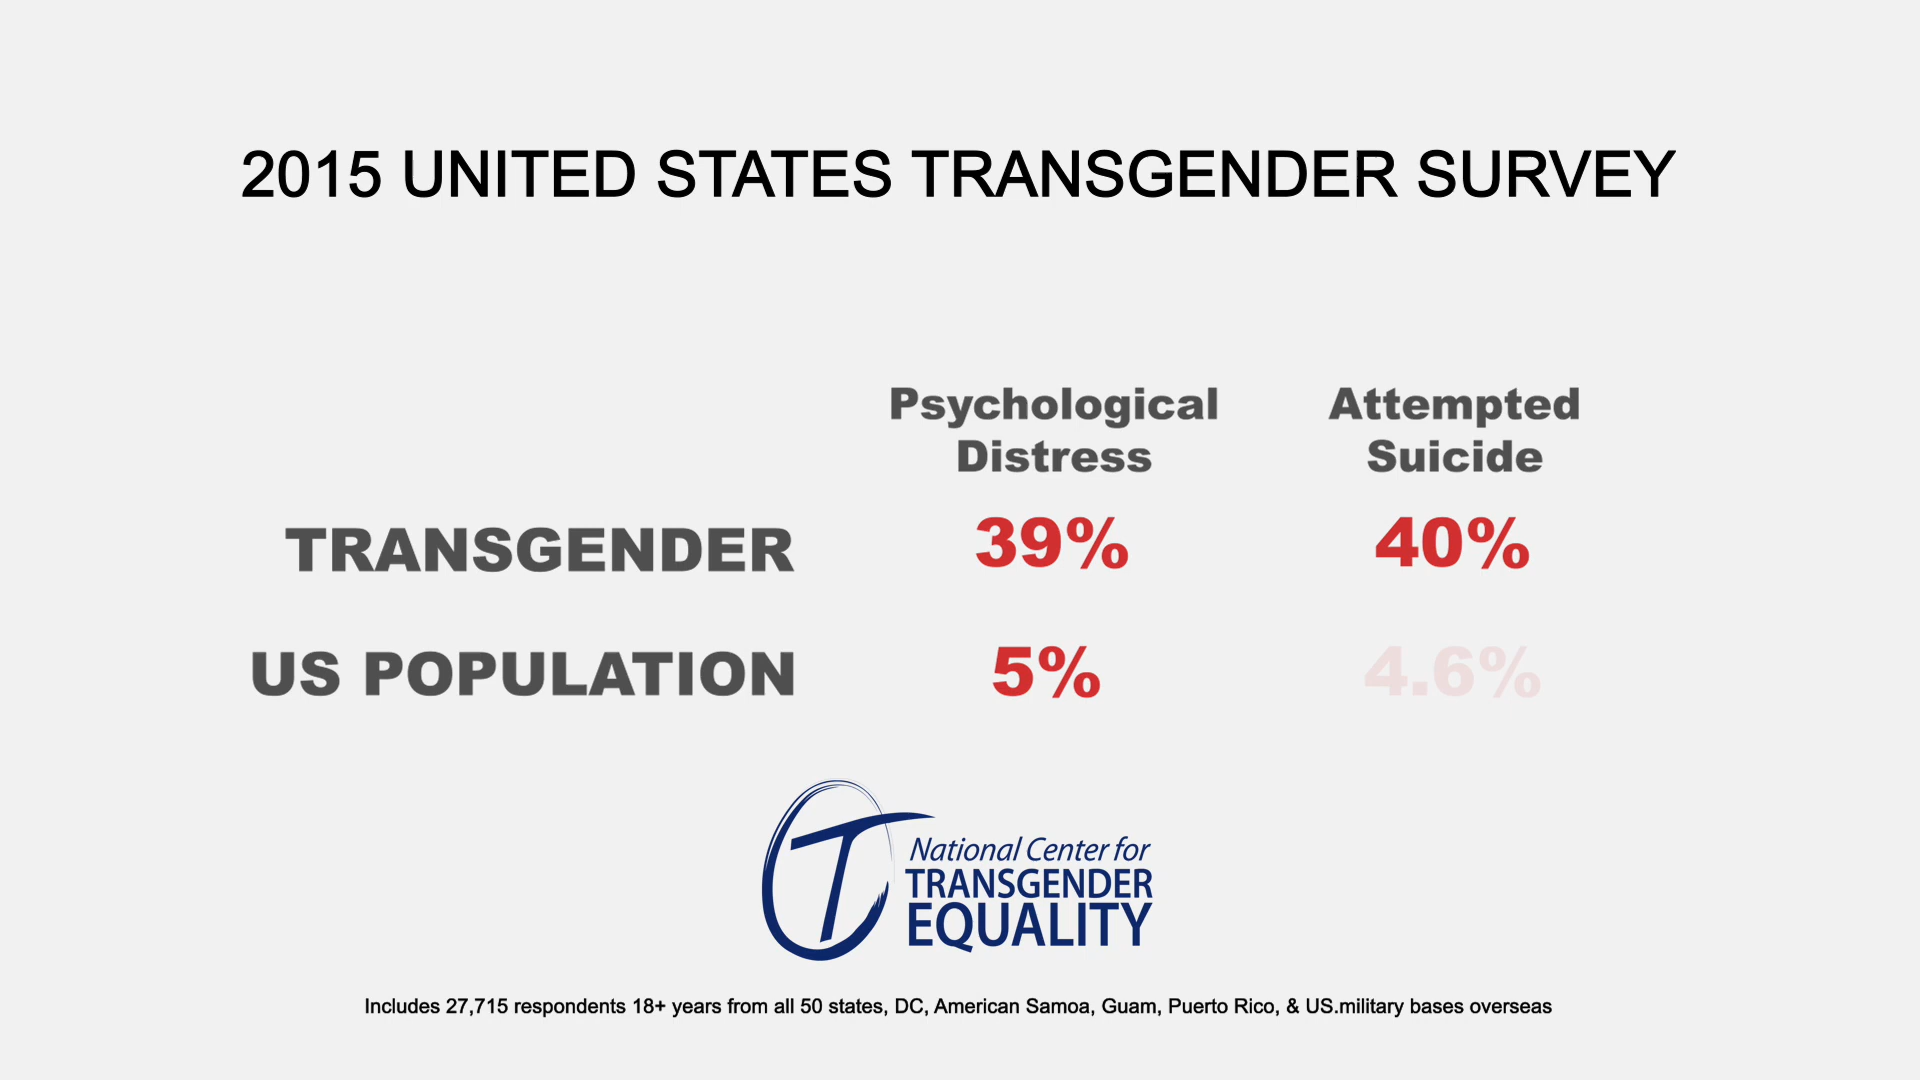 2015 UNITED STATES TRANSGENDER SURVEY
Psychological Attempted
Distress Suicide
TRANSGENDER 39% 40%
US POPULATION 5% 4.6%
National Center for
TRANSGENDER
EQUALITY
Includes 27,715 respondents 18+ years from all 50 states, DC, American Samoa, Guam, Puerto Rico, & US.military bases overseas